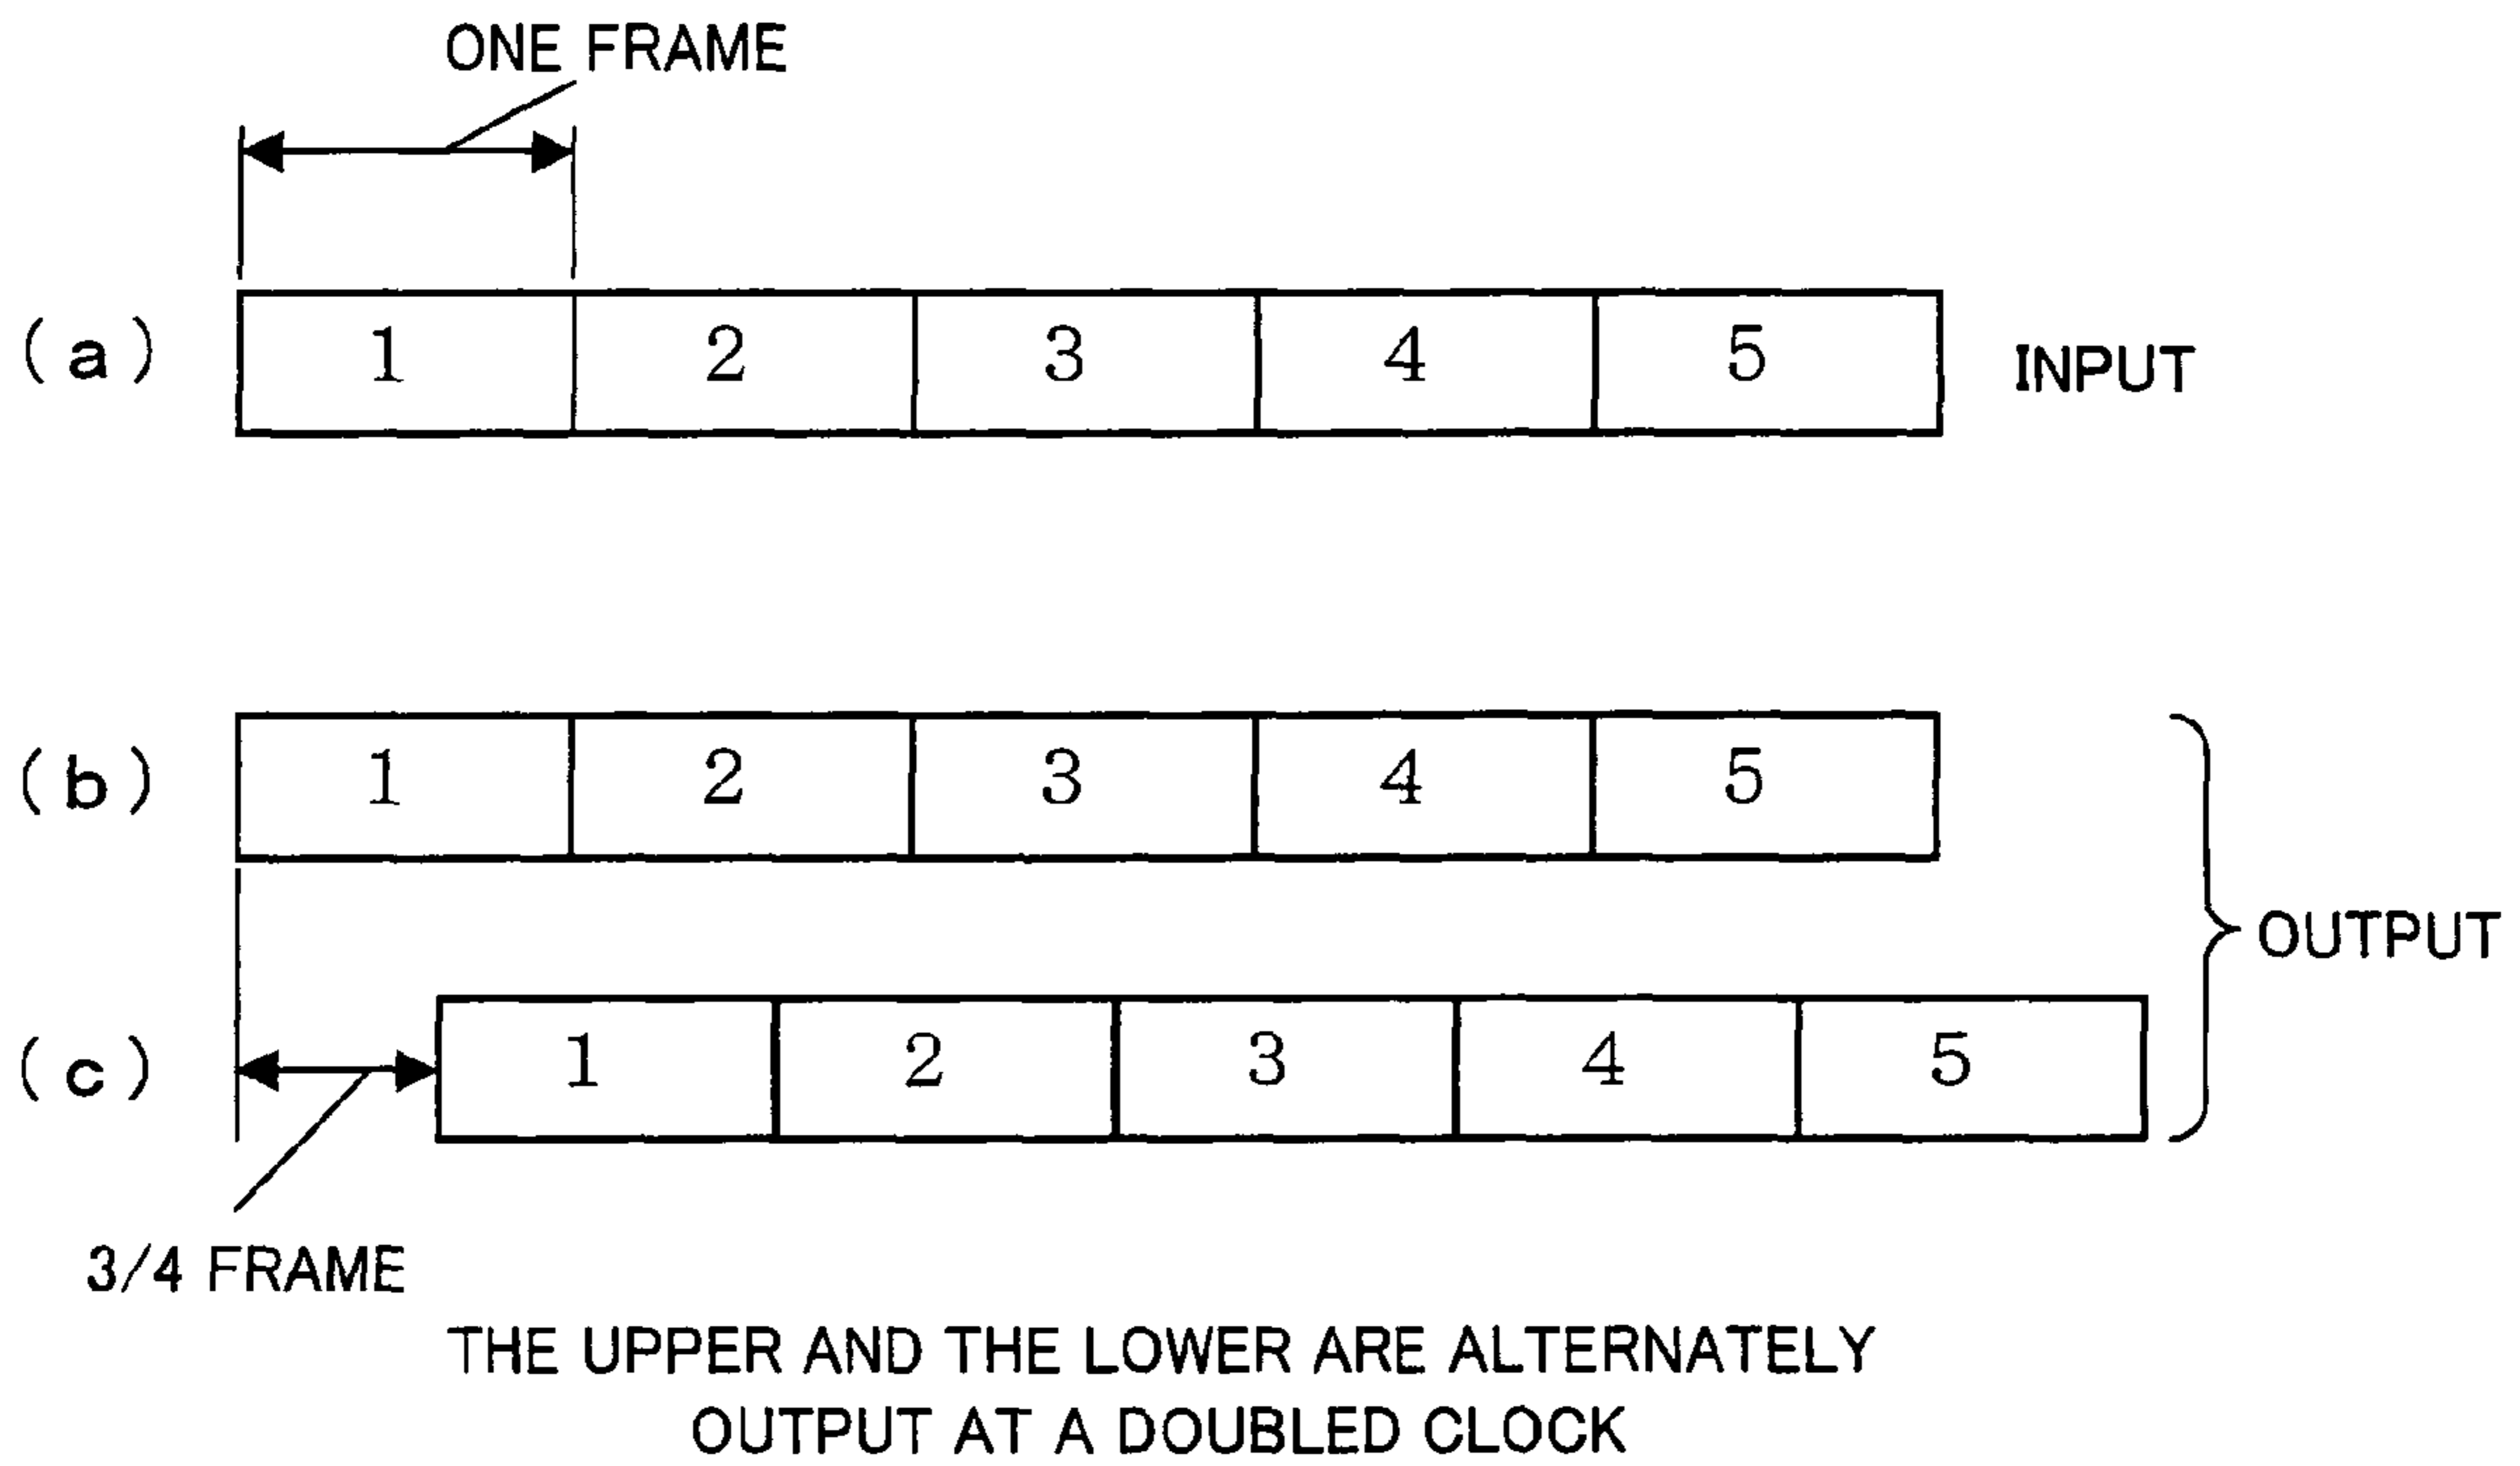 ONE FRAME
(a) 1 2 3 4 5 INPUT
(b) 1 2 3 4 5
OUTPUT
(c) 1 2 3 4 5
3/4 FRAME
THE UPPER AND THE LOWER ARE ALTERNATELY
OUTPUT AT A DOUBLED CLOCK